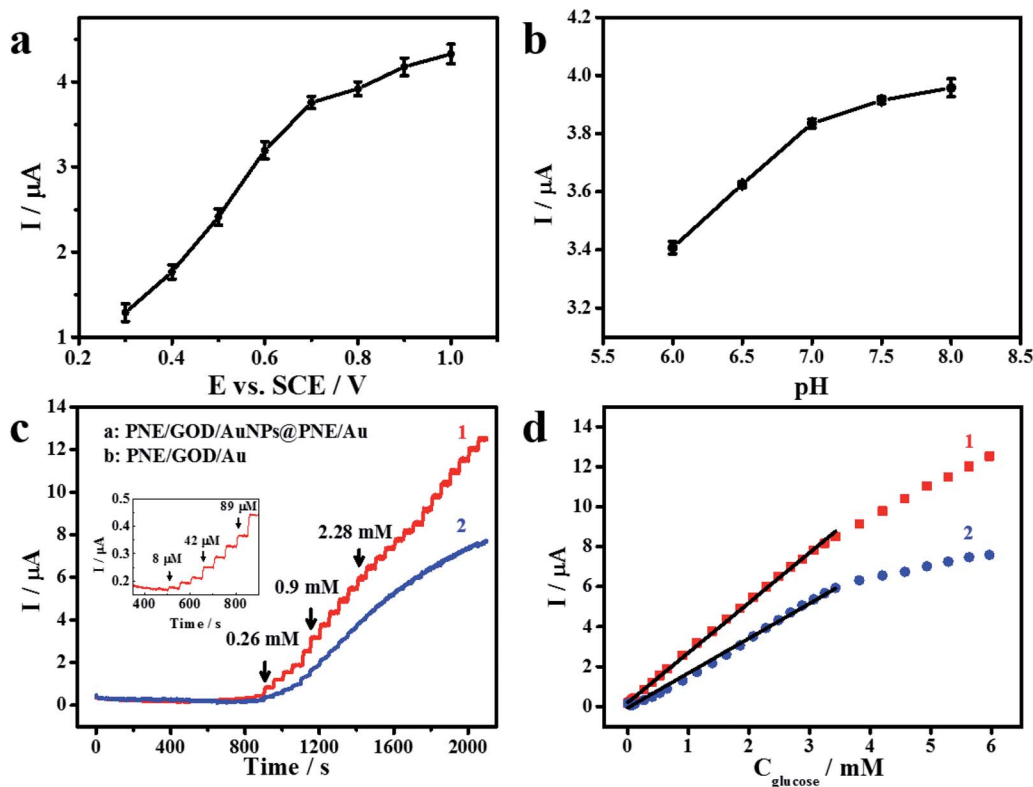 a
4
3
2
1
I / μA
0.2 0.4 0.6 0.8 1.0
E vs. SCE / V
b
4.2
4.0
3.8
3.6
3.4
3.2
I / μA
5.5 6.0 6.5 7.0 7.5 8.0 8.5
pH
c
14
12
10
8
6
4
2
0
I / μA
a: PNE/GOD/AuNPs@PNE/Au
b: PNE/GOD/Au
1
2
0.5
0.4
0.3
0.2
I / μA
8 μM
42 μM
89 μM
400 600 800
Time / s
2.28 mM
0.9 mM
0.26 mM
0 400 800 1200 1600 2000
Time / s
d
14
12
10
8
6
4
2
0
I / μA
1
2
0 1 2 3 4 5 6
C glucose / mM